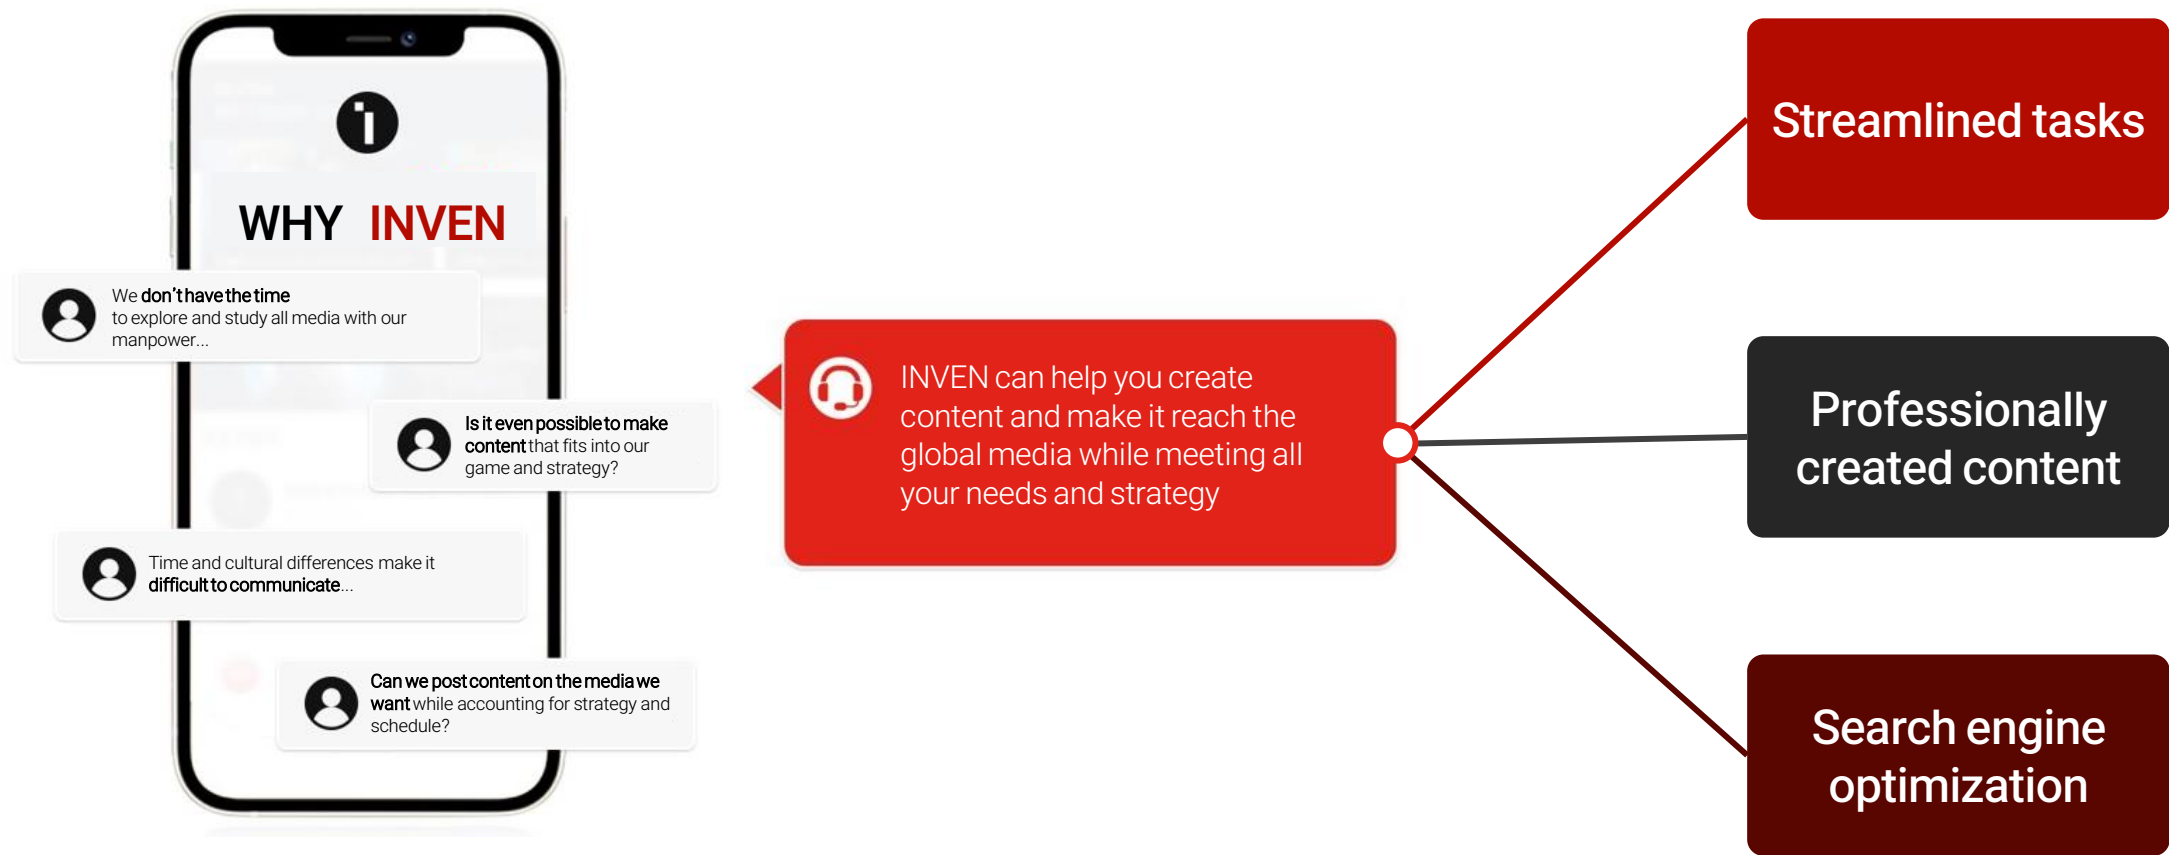 WHY INVEN
We don't have the time
to explore and study all media with our
manpower...
Is it even possible to make
content that fits into our
game and strategy?
Time and cultural differences make it
difficult to communicate...
Can we post content on the media we
want while accounting for strategy and
schedule?
INVEN can help you create
content and make it reach the
global media while meeting all
your needs and strategy
Streamlined tasks
Professionally
created content
Search engine
optimization